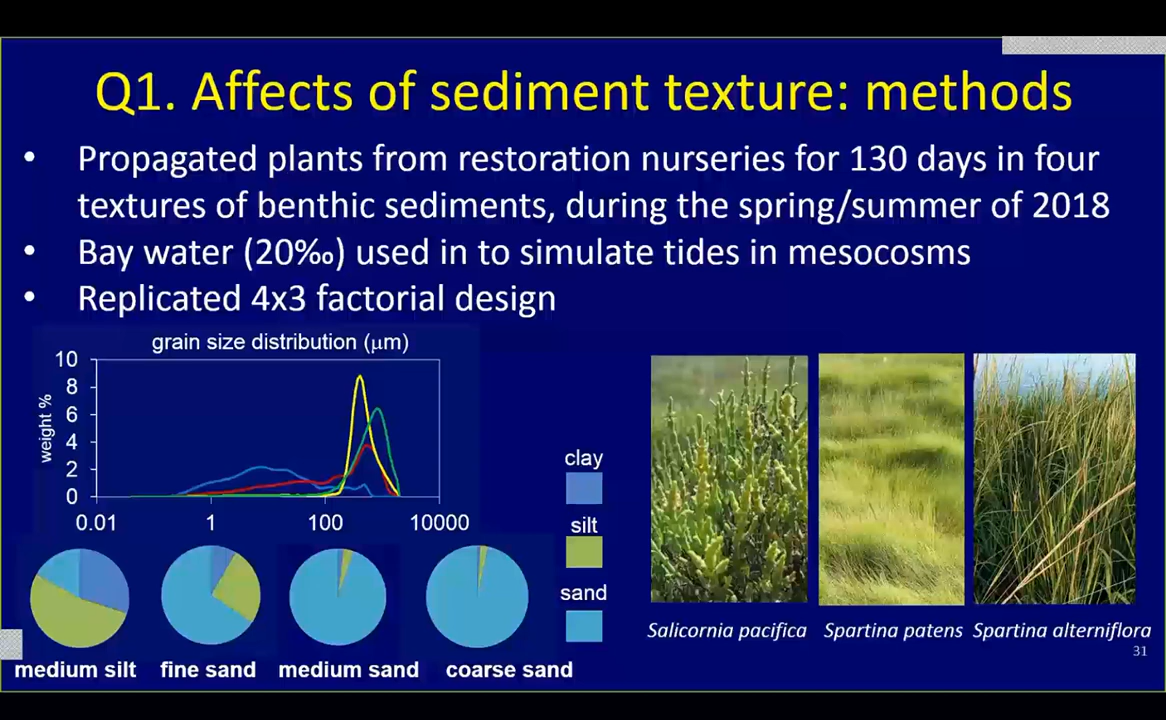 Q1. Affects of sediment texture: methods
• Propagated plants from restoration nurseries for 130 days in four
textures of benthic sediments, during the spring/summer of 2018
• Bay water (20‰) used in to simulate tides in mesocosms
• Replicated 4x3 factorial design
grain size distribution (μm)
weight %
10
8
6
4
2
0
0.01 1 100 10000
clay
silt
sand
medium silt fine sand medium sand coarse sand
Salicornia pacifica Spartina patens Spartina alterniflora
31